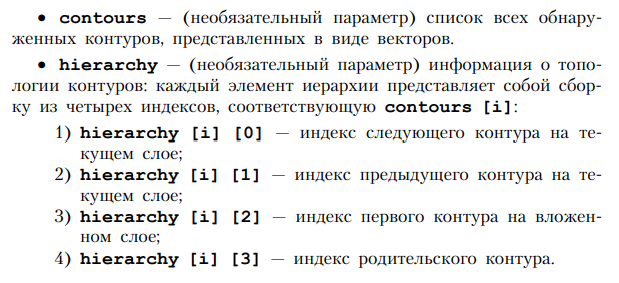 • contours — (необязательный параметр) список всех обнару-
женных контуров, представленных в виде векторов.
• hierarchy — (необязательный параметр) информация о топо-
логии контуров: каждый элемент иерархии представляет собой сбор-
ку из четырех индексов, соответствующую contours [i]:
1) hierarchy [i] [0] — индекс следующего контура на те-
кущем слое;
2) hierarchy [i] [1] — индекс предыдущего контура на те-
кущем слое;
3) hierarchy [i] [2] — индекс первого контура на вложен-
ном слое;
4) hierarchy [i] [3] — индекс родительского контура.